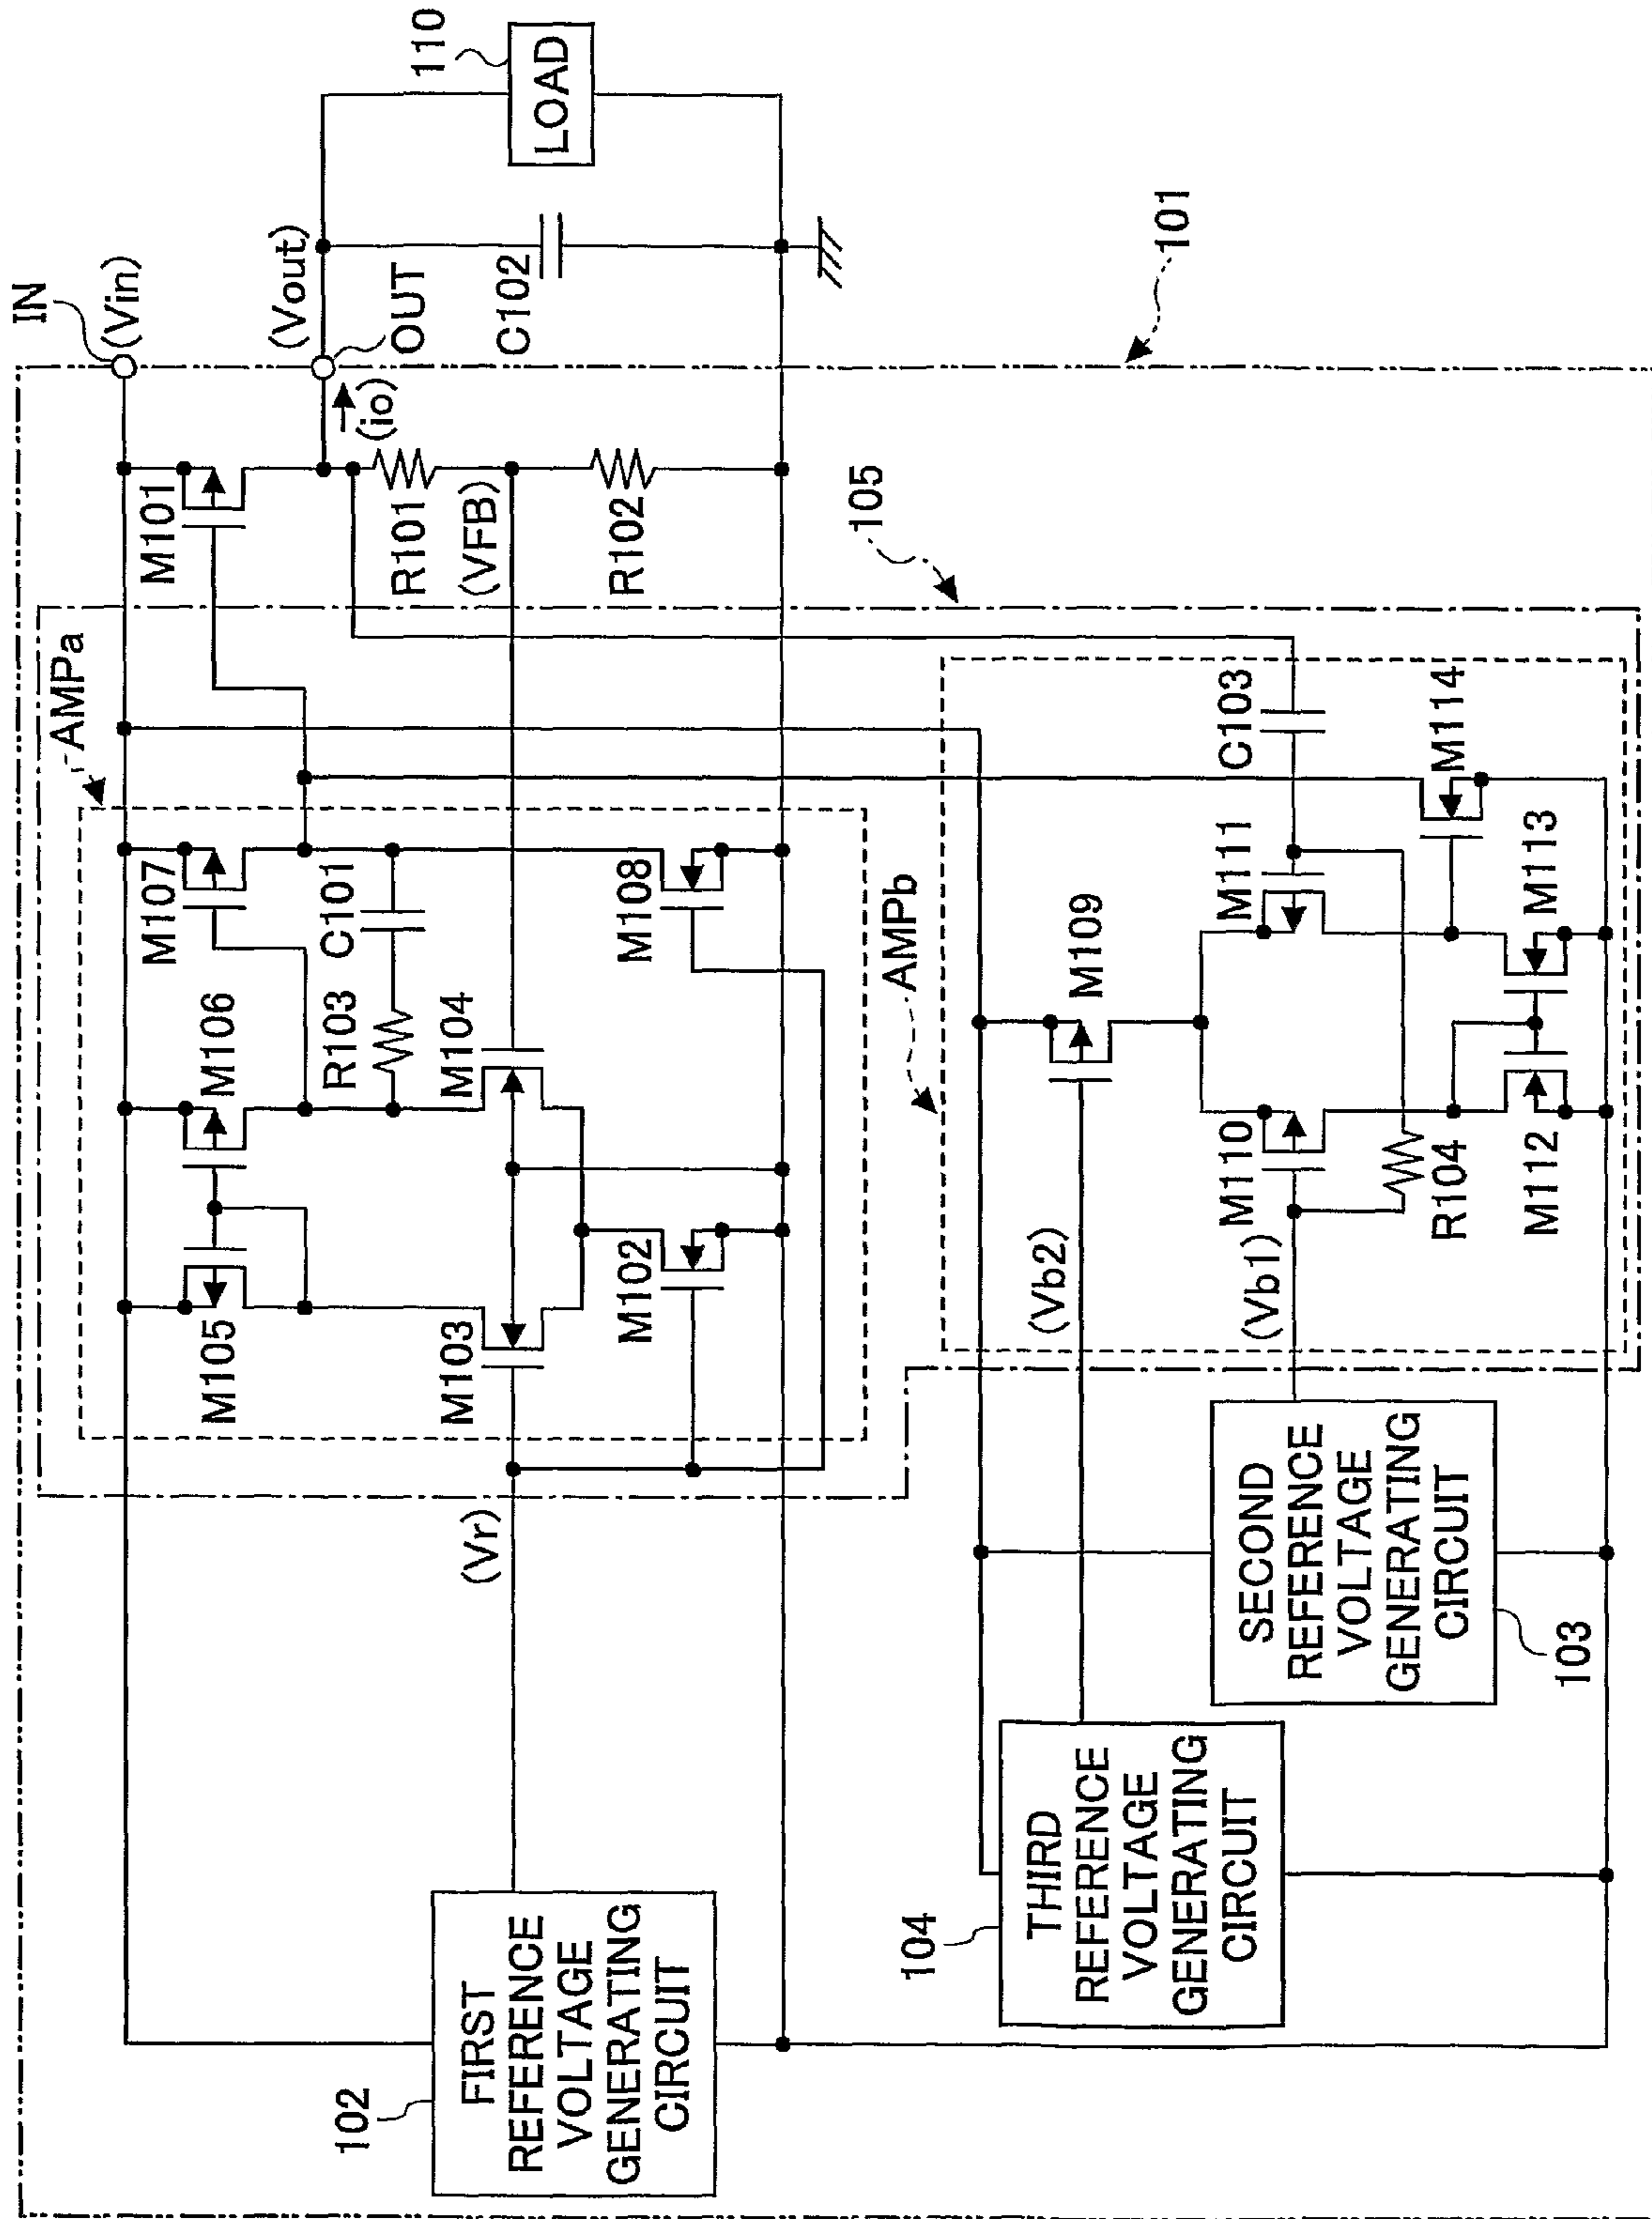 IN
(Vin)
(Vout)
OUT
(io)
110
LOAD
C102
101
M101
R101
(VFB)
R102
105
AMPa
M107
C101
M108
M106
R103
M104
M105
M103
M102
(Vr)
102
FIRST
REFERENCE
VOLTAGE
GENERATING
CIRCUIT
AMPb
M109
C103
M114
M111
M113
M110
R104
M112
(Vb2)
(Vb1)
SECOND
REFERENCE
VOLTAGE
GENERATING
CIRCUIT
103
104
THIRD
REFERENCE
VOLTAGE
GENERATING
CIRCUIT